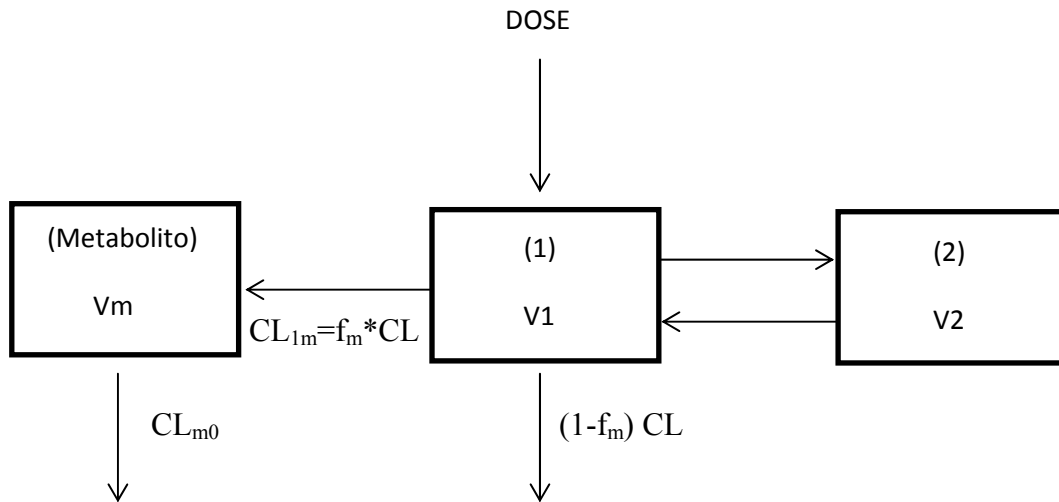 DOSE
(Metabolito)
Vm
(1)
V1
(2)
V2
CL1m=fm*CL
CLm0
(1-fm) CL